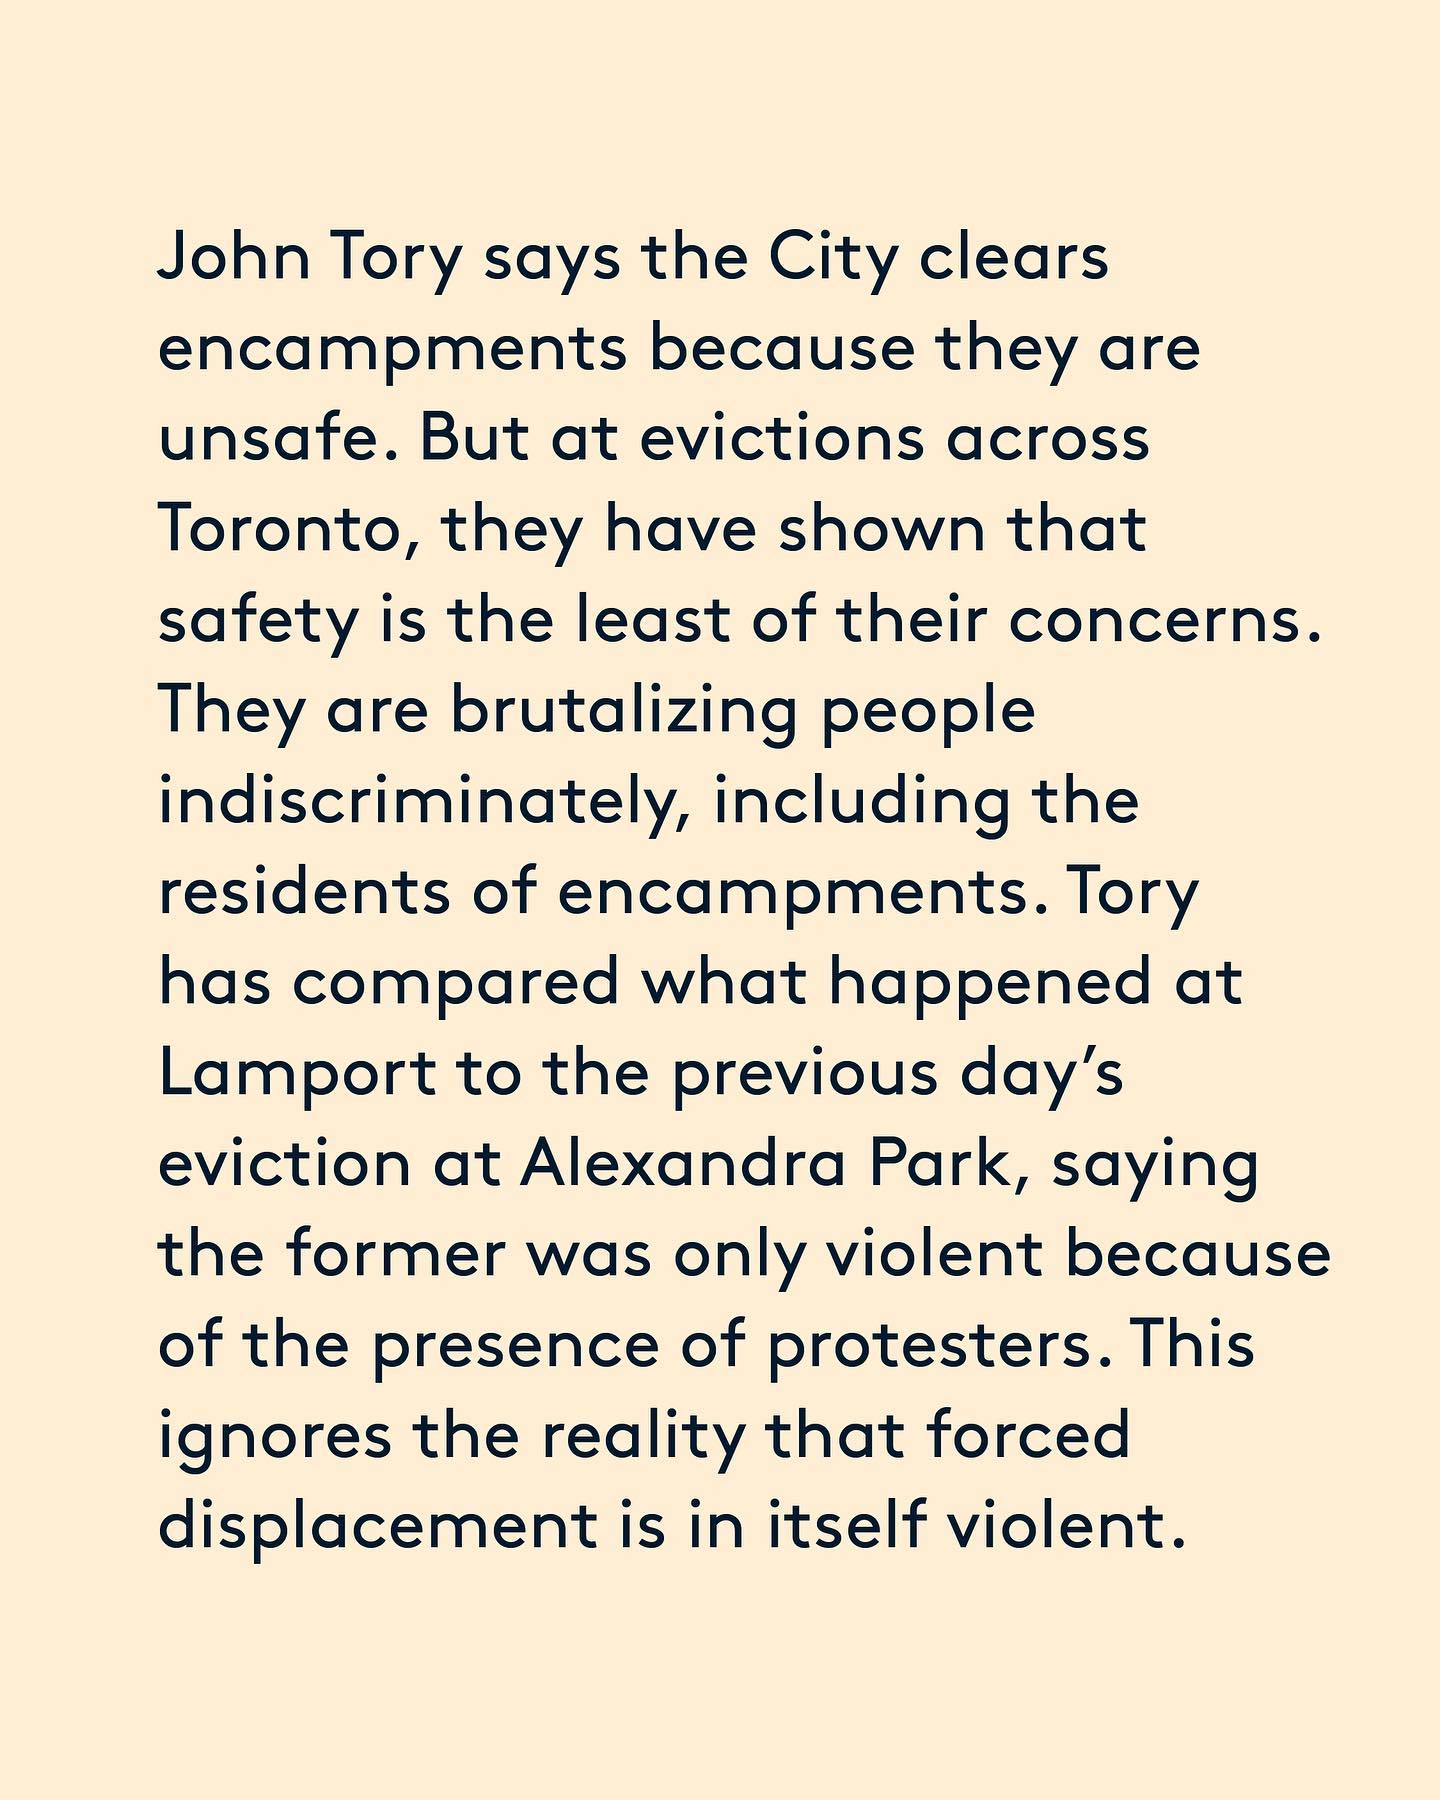 John Tory says the City clears
encampments because they are
unsafe. But at evictions across
Toronto, they have shown that
safety is the least of their concerns.
They are brutalizing people
indiscriminately, including the
residents of encampments. Tory
has compared what happened at
Lamport to the previous day’s
eviction at Alexandra Park, saying
the former was only violent because
of the presence of protesters. This
ignores the reality that forced
displacement is in itself violent.